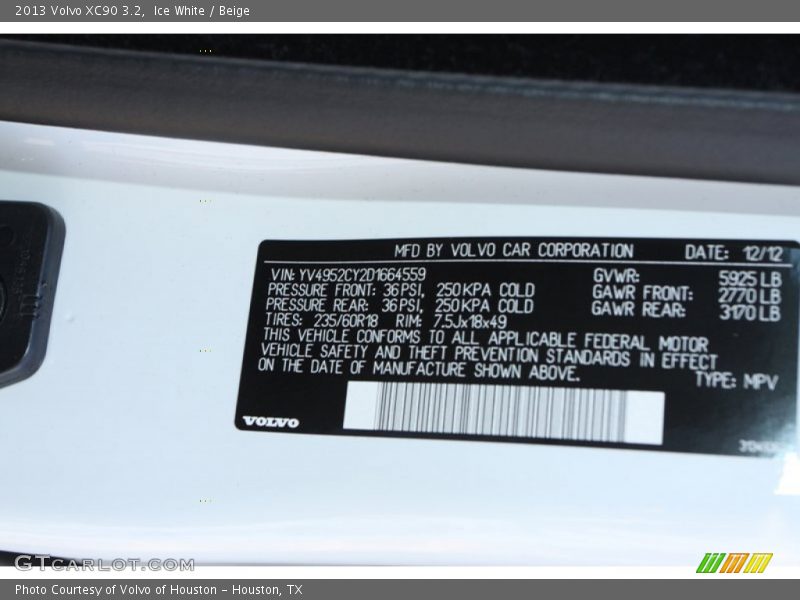 2013 Volvo XC90 3.2, Ice White / Beige
MFD BY VOLVO CAR CORPORATION DATE: 12/12
VIN: YV4952CY2D1664559 GVWR: 5925 LB
PRESSURE FRONT: 36 PSI, 250 KPA COLD GAWR FRONT: 2770 LB
PRESSURE REAR: 36 PSI, 250 KPA COLD GAWR REAR: 3170 LB
TIRES: 235/60R18 RIM: 7.5Jx18x49
THIS VEHICLE CONFORMS TO ALL APPLICABLE FEDERAL MOTOR
VEHICLE SAFETY AND THEFT PREVENTION STANDARDS IN EFFECT
ON THE DATE OF MANUFACTURE SHOWN ABOVE.
TYPE: MPV
VOLVO
GTCARLOT.COM
Photo Courtesy of Volvo of Houston - Houston, TX